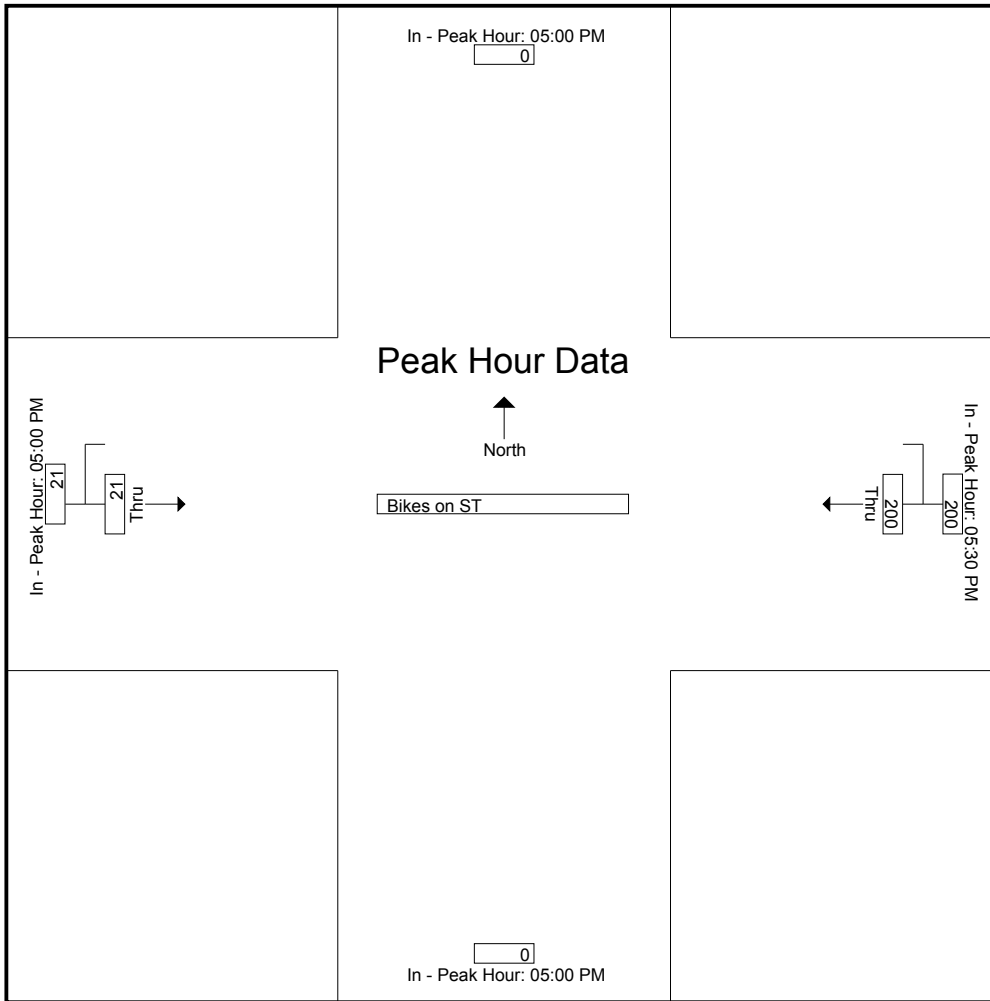 In - Peak Hour: 05:00 PM
0
Peak Hour Data
North
Bikes on ST
In - Peak Hour: 05:00 PM
21
21
Thru
Thru
200
200
In - Peak Hour: 05:30 PM
0
In - Peak Hour: 05:00 PM